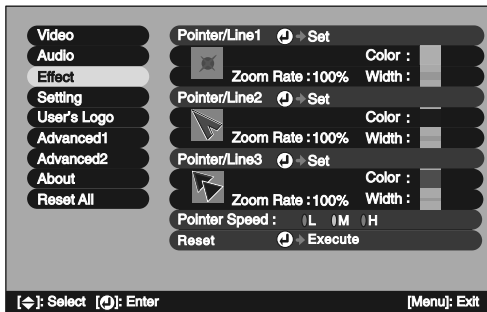 Video
Audio
Effect
Setting
User's Logo
Advanced1
Advanced2
About
Reset All
Pointer/Line1 Set
Color :
Zoom Rate :100% Width :
Pointer/Line2 Set
Color :
Zoom Rate :100% Width :
Pointer/Line3 Set
Color :
Zoom Rate :100% Width :
Pointer Speed : L M H
Reset Execute
[ ]: Select [ ]: Enter [Menu]: Exit